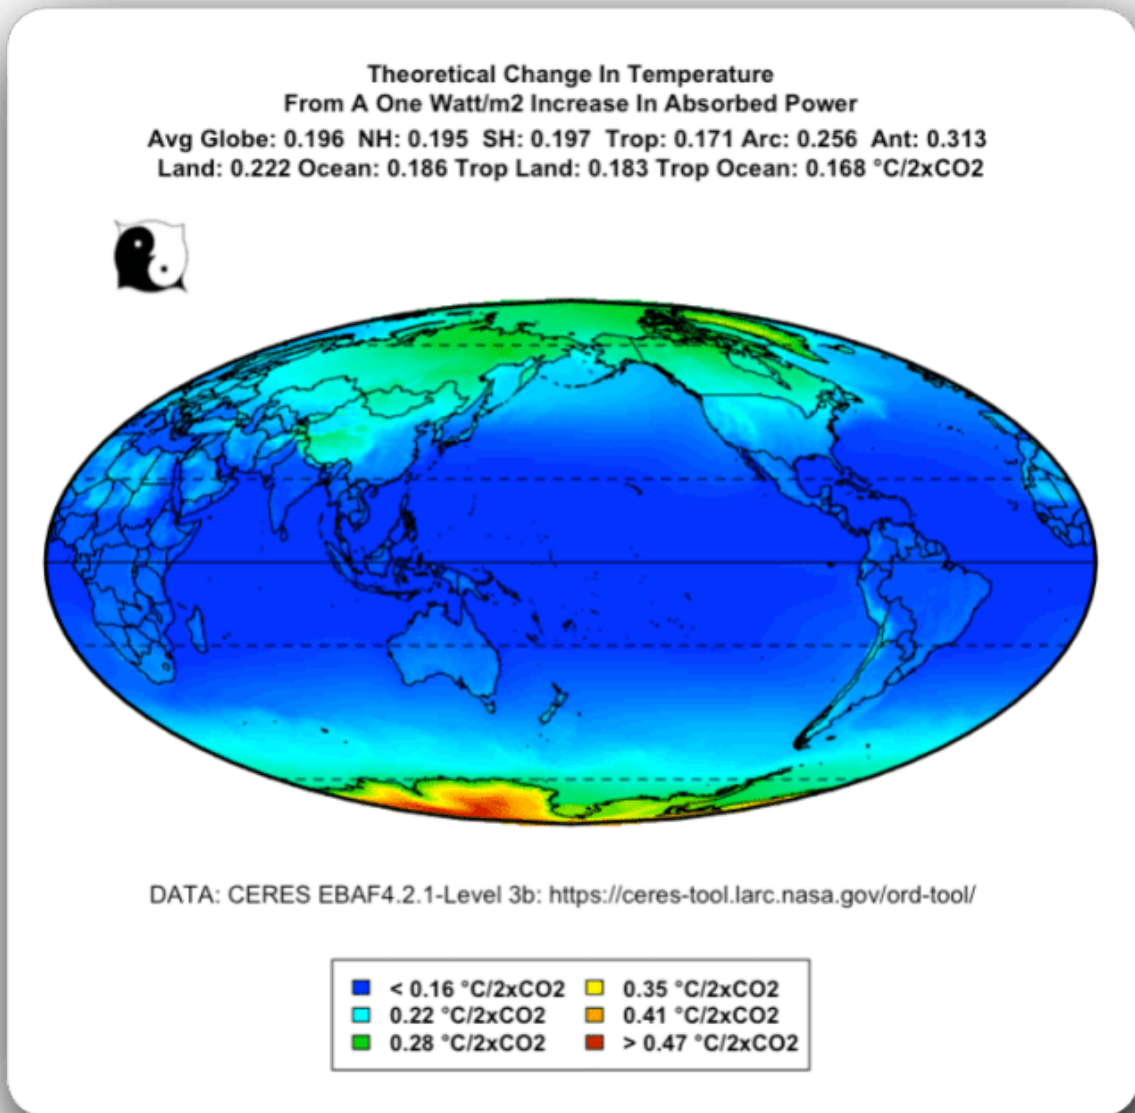 Theoretical Change In Temperature
From A One Watt/m2 Increase In Absorbed Power
Avg Globe: 0.196 NH: 0.195 SH: 0.197 Trop: 0.171 Arc: 0.256 Ant: 0.313
Land: 0.222 Ocean: 0.186 Trop Land: 0.183 Trop Ocean: 0.168 °C/2xCO2
DATA: CERES EBAF4.2.1-Level 3b: https://ceres-tool.larc.nasa.gov/ord-tool/
< 0.16 °C/2xCO2 0.35 °C/2xCO2
0.22 °C/2xCO2 0.41 °C/2xCO2
0.28 °C/2xCO2 > 0.47 °C/2xCO2